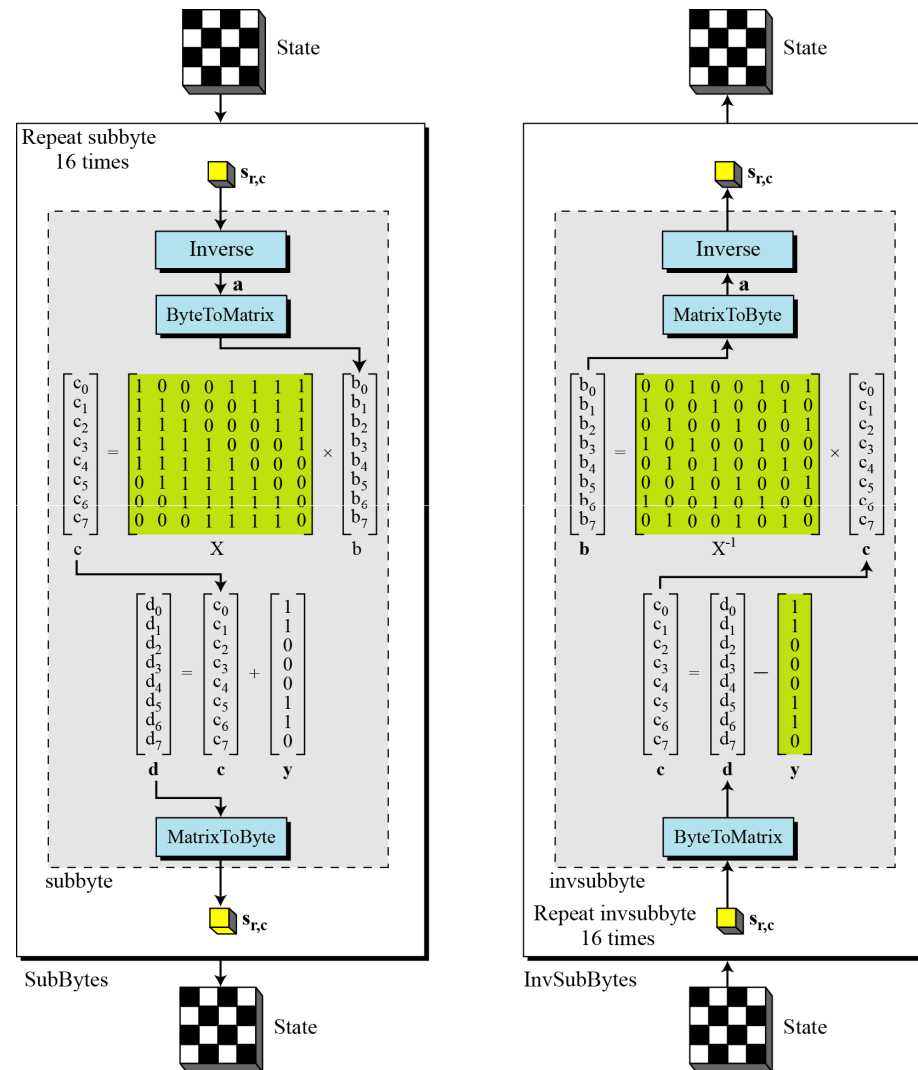 State
Repeat subbyte
16 times
s r,c
Inverse
a
ByteToMatrix
c0 1 0 0 0 1 1 1 1 b0
c1 1 1 0 0 0 1 1 1 b1
c2 1 1 1 0 0 0 1 1 b2
c3 = 1 1 1 1 0 0 0 1 × b3
c4 1 1 1 1 1 0 0 0 b4
c5 0 1 1 1 1 1 0 0 b5
c6 0 0 1 1 1 1 1 0 b6
c7 0 0 0 1 1 1 1 0 b7
c X b
d0 c0 1
d1 c1 1
d2 c2 0
d3 = c3 + 0
d4 c4 0
d5 c5 1
d6 c6 1
d7 c7 0
d c y
MatrixToByte
subbyte
s r,c
SubBytes
State
State
s r,c
Inverse
a
MatrixToByte
b0 0 0 1 0 0 1 0 1 c0
b1 1 0 0 1 0 0 1 0 c1
b2 0 1 0 0 1 0 0 1 c2
b3 = 1 0 1 0 0 1 0 0 × c3
b4 0 1 0 1 0 0 1 0 c4
b5 0 0 1 0 1 0 0 1 c5
b6 1 0 0 1 0 1 0 0 c6
b7 0 1 0 0 1 0 1 0 c7
b X-1 c
c0 d0 1
c1 d1 1
c2 d2 0
c3 = d3 — 0
c4 d4 0
c5 d5 1
c6 d6 1
c7 d7 0
c d y
ByteToMatrix
invsubbyte
Repeat invsubbyte
16 times
s r,c
InvSubBytes
State